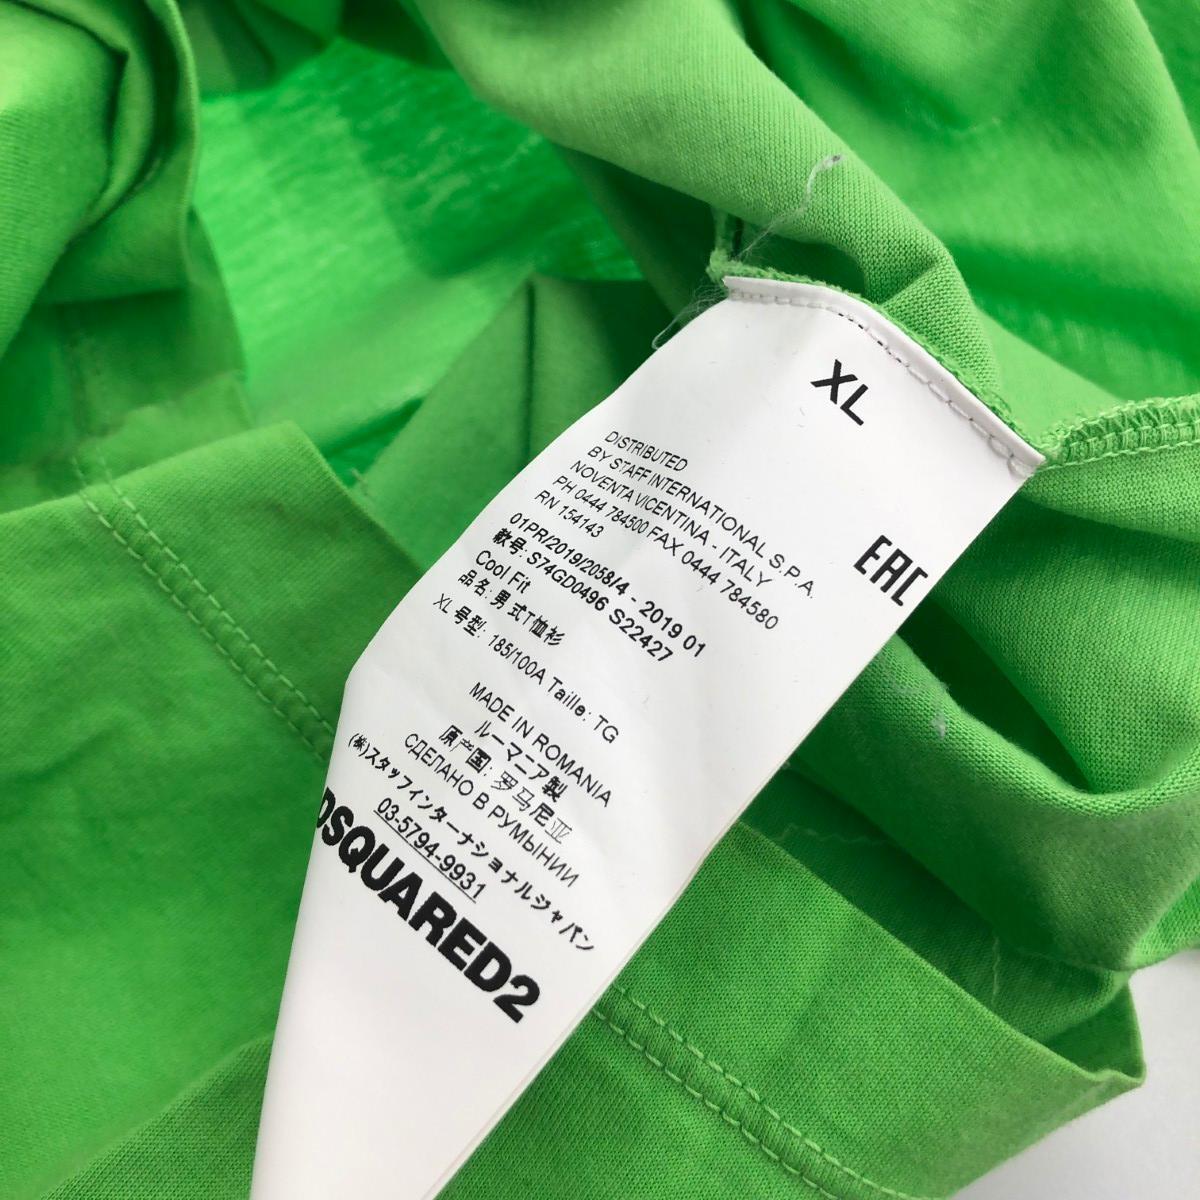 XL
EAC
DISTRIBUTED
BY STAFF INTERNATIONAL S.P.A.
NOVENTA VICENTINA - ITALY
PH 0444 784500 FAX 0444 784580
RN 154143
01PR/2019/2058/4 - 2019 01
款号: S74GD0496 S22427
Cool Fit
品名: 男式T恤衫
XL 号型: 185/100A Taille: TG
MADE IN ROMANIA
ルーマニア製
原产国: 罗马尼亚
СДЕЛАНО В РУМЫНИИ
(株)スタッフインターナショナルジャパン
03-5794-9931
DSQUARED2